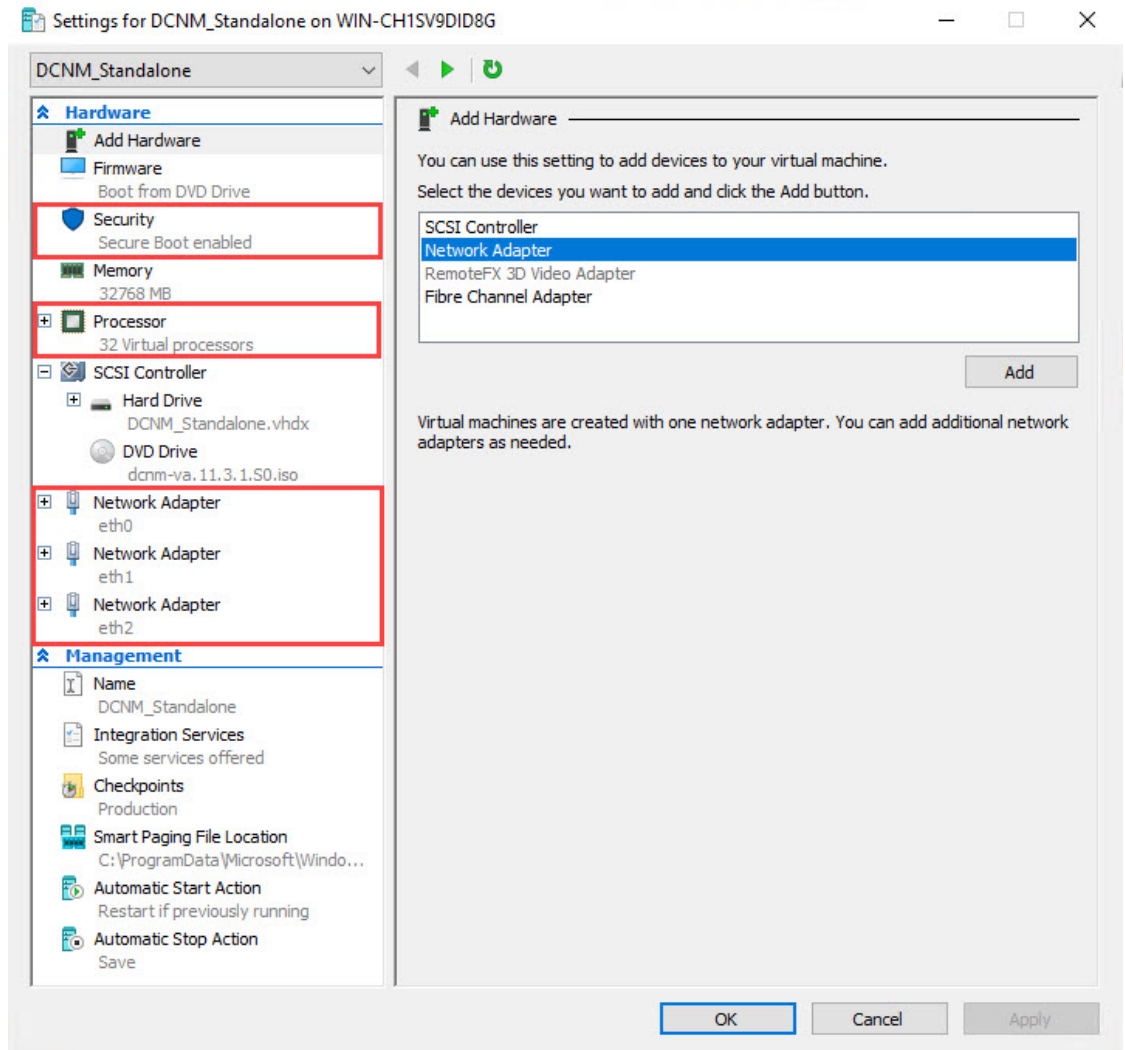 Settings for DCNM_Standalone on WIN-CH1SV9DID8G
DCNM_Standalone
Hardware
Add Hardware
Firmware
Boot from DVD Drive
Security
Secure Boot enabled
Memory
32768 MB
Processor
32 Virtual processors
SCSI Controller
Hard Drive
DCNM_Standalone.vhdx
DVD Drive
dcnm-va.11.3.1.S0.iso
Network Adapter
eth0
Network Adapter
eth1
Network Adapter
eth2
Management
Name
DCNM_Standalone
Integration Services
Some services offered
Checkpoints
Production
Smart Paging File Location
C:\ProgramData\Microsoft\Windo...
Automatic Start Action
Restart if previously running
Automatic Stop Action
Save
Add Hardware
You can use this setting to add devices to your virtual machine.
Select the devices you want to add and click the Add button.
SCSI Controller
Network Adapter
RemoteFX 3D Video Adapter
Fibre Channel Adapter
Add
Virtual machines are created with one network adapter. You can add additional network
adapters as needed.
OK
Cancel
Apply